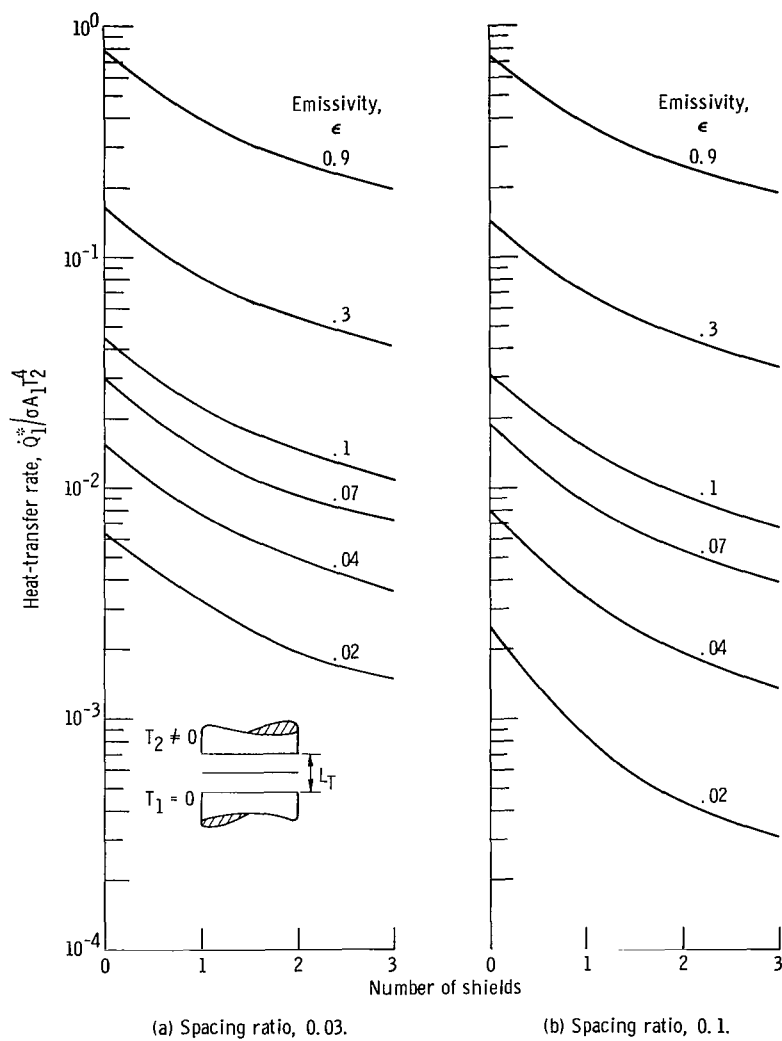 Heat-transfer rate, Q̇₁*/σA₁T₂⁴
10⁰
10⁻¹
10⁻²
10⁻³
10⁻⁴
Emissivity,
ϵ
0.9
.3
.1
.07
.04
.02
T₂ ≠ 0
T₁ = 0
L_T
0 1 2 3
(a) Spacing ratio, 0.03.
Emissivity,
ϵ
0.9
.3
.1
.07
.04
.02
0 1 2 3
(b) Spacing ratio, 0.1.
Number of shields